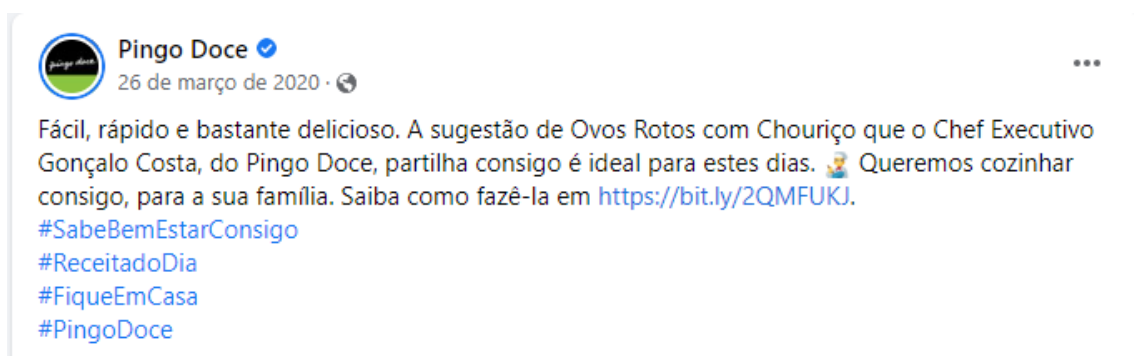 Pingo Doce
pingo doce
26 de março de 2020 ·
Fácil, rápido e bastante delicioso. A sugestão de Ovos Rotos com Chouriço que o Chef Executivo
Gonçalo Costa, do Pingo Doce, partilha consigo é ideal para estes dias. 👨‍🍳 Queremos cozinhar
consigo, para a sua família. Saiba como fazê-la em https://bit.ly/2QMFUKJ.
#SabeBemEstarConsigo
#ReceitadoDia
#FiqueEmCasa
#PingoDoce